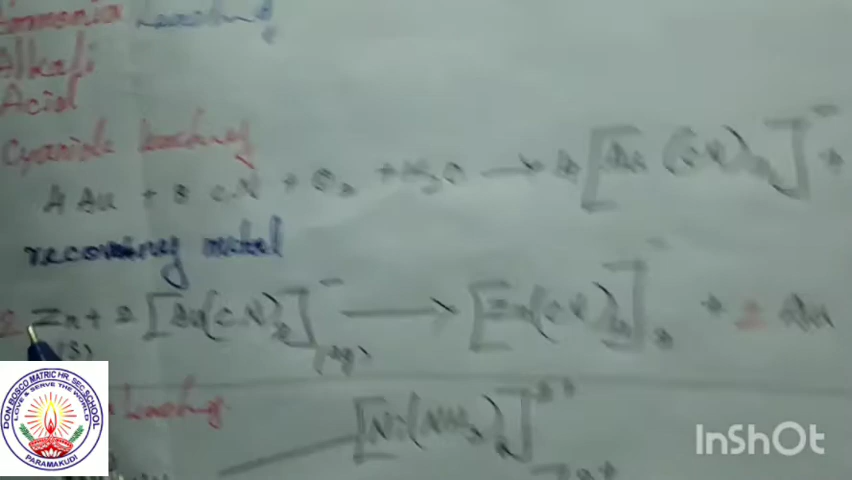 Ammonia leaching
Alkali
Acid
Cyanide leaching
4 Au + 8 CN + O2 + H2O → 4 [Au (CN)2]-
recovering metal
Zn + 2 [Au(CN)2]- → [Zn(CN)4] + 2 Au
(s) (aq)
leaching
[Ni(NH3)
DON BOSCO MATRIC HR. SEC. SCHOOL
LOVE & SERVE THE WORLD
PARAMAKUDI
InShOt